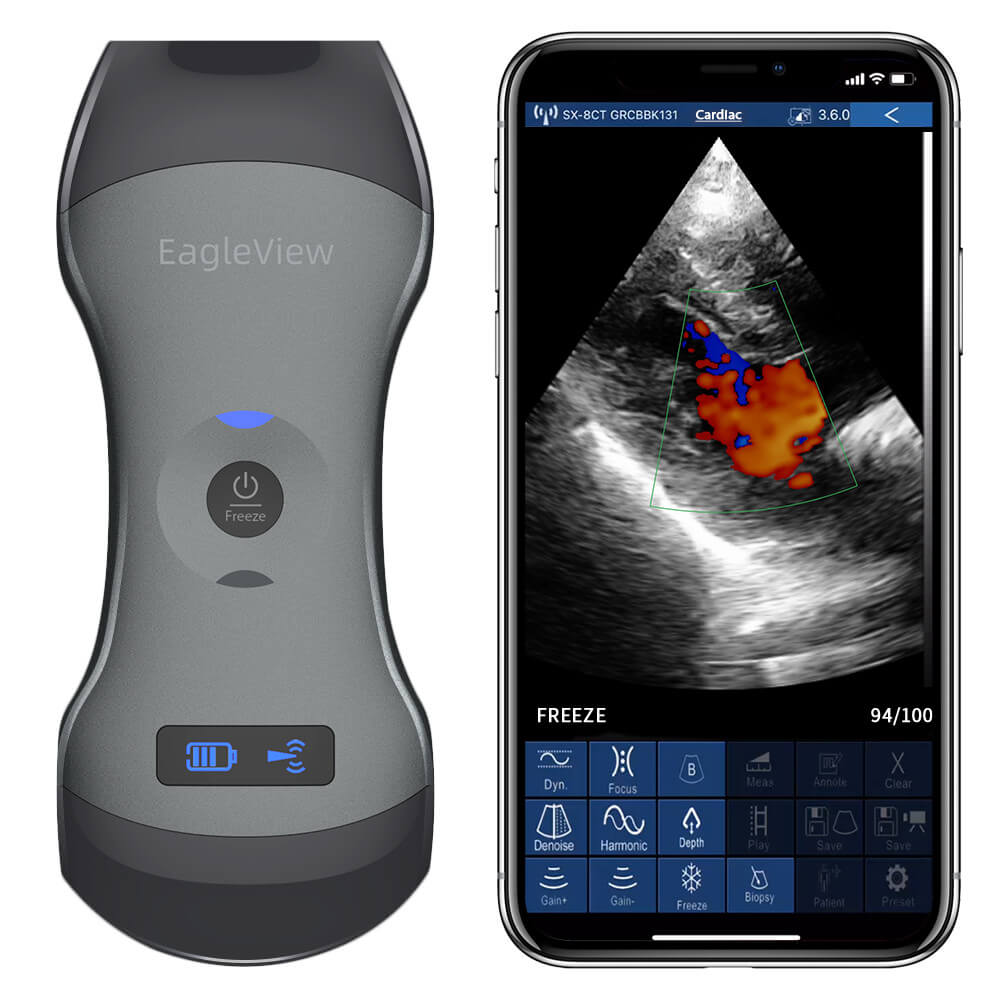 EagleView
Freeze
SX-8CT GRCBBK131 Cardiac 3.6.0
FREEZE 94/100
Dyn. Focus B Meas Annote Clear
Denoise Harmonic Depth Play Save Save
Gain+ Gain- Freeze Biopsy Patient Preset